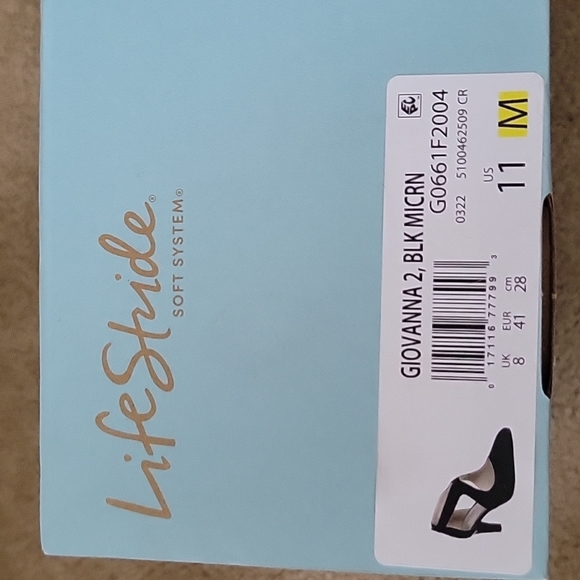 LifeStride®
SOFT SYSTEM®
GIOVANNA 2, BLK MICRN
G0661F2004
0322 5100462509 CR
0 17116 77799 3
UK EUR cm
8 41 28
US
11 M